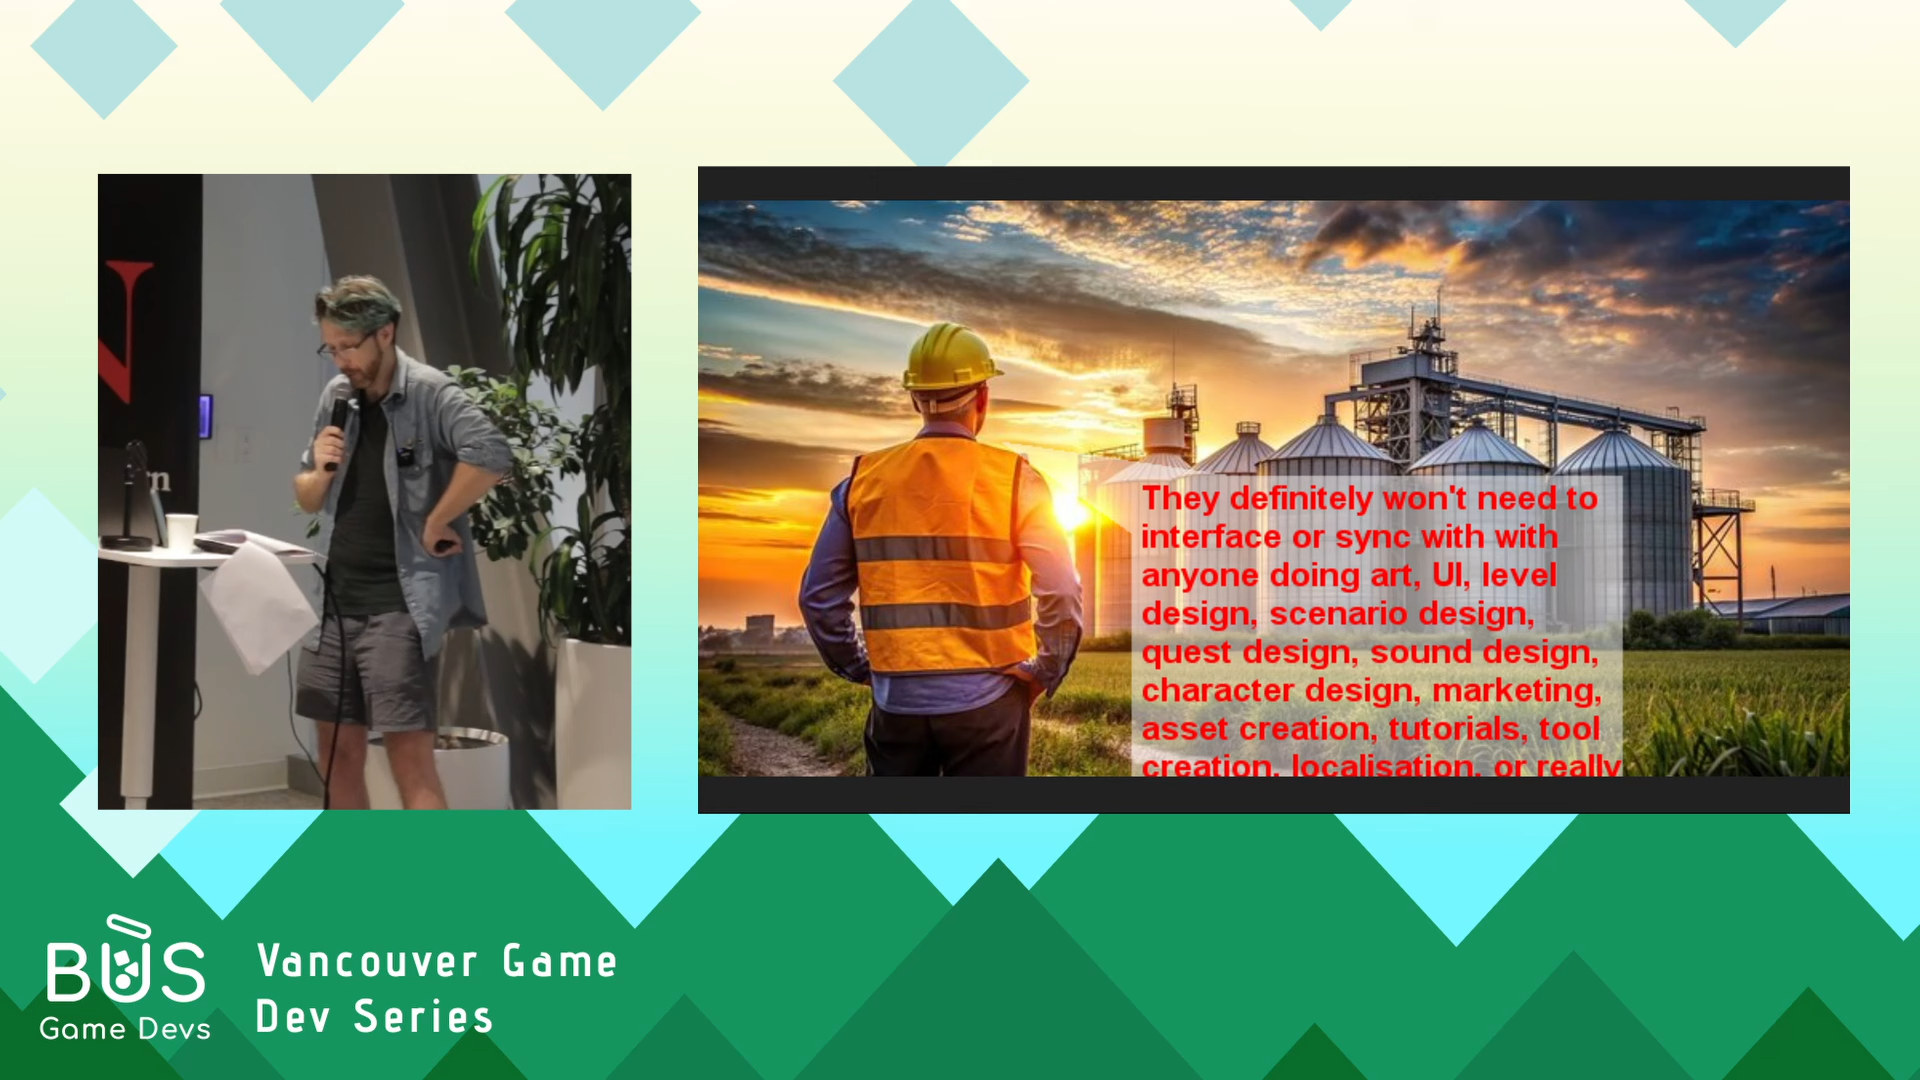 N
m
They definitely won't need to
interface or sync with with
anyone doing art, UI, level
design, scenario design,
quest design, sound design,
character design, marketing,
asset creation, tutorials, tool
creation, localisation, or really
BUS
Game Devs
Vancouver Game
Dev Series